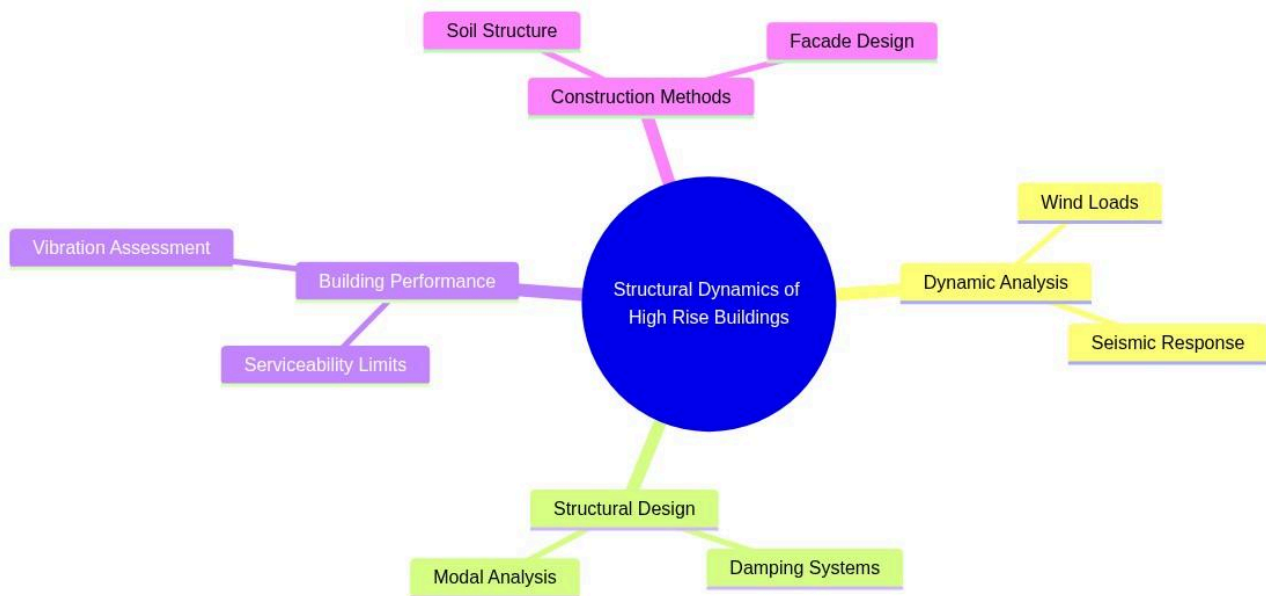 Soil Structure
Facade Design
Construction Methods
Wind Loads
Vibration Assessment
Building Performance
Structural Dynamics of
High Rise Buildings
Dynamic Analysis
Seismic Response
Serviceability Limits
Structural Design
Modal Analysis
Damping Systems